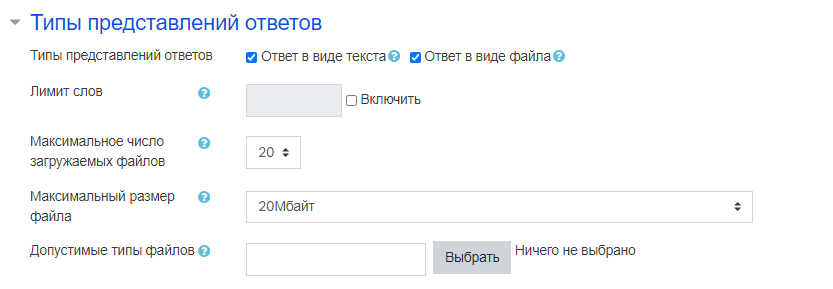 Типы представлений ответов
Типы представлений ответов Ответ в виде текста ? Ответ в виде файла ?
Лимит слов ? Включить
Максимальное число загружаемых файлов ? 20
Максимальный размер файла ? 20Мбайт
Допустимые типы файлов ? Выбрать Ничего не выбрано